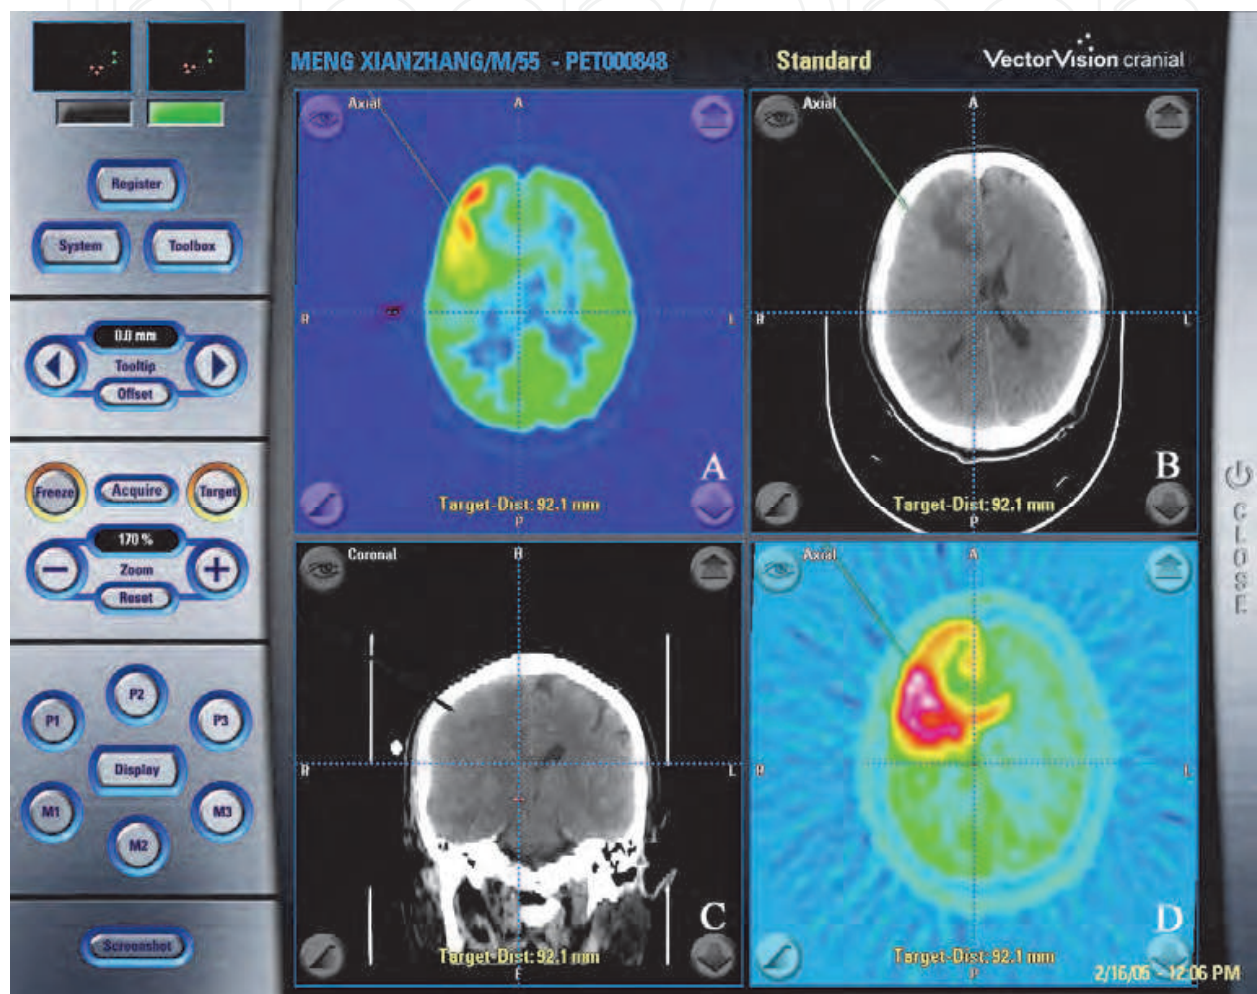 MENG XIANZHANG/M/55 - PET000848
Standard
VectorVision cranial
Register
System
Toolbox
0.0 mm
Tooltip
Offset
Freeze
Acquire
Target
170 %
Zoom
Reset
P1
P2
P3
Display
M1
M2
M3
Screenshot
Axial
A
R
L
A
Target-Dist: 92.1 mm
P
Axial
A
R
L
B
Target-Dist: 92.1 mm
P
Coronal
H
R
L
C
Target-Dist: 92.1 mm
F
Axial
A
R
L
D
Target-Dist: 92.1 mm
P
2/16/05 - 12:06 PM
CLOSE